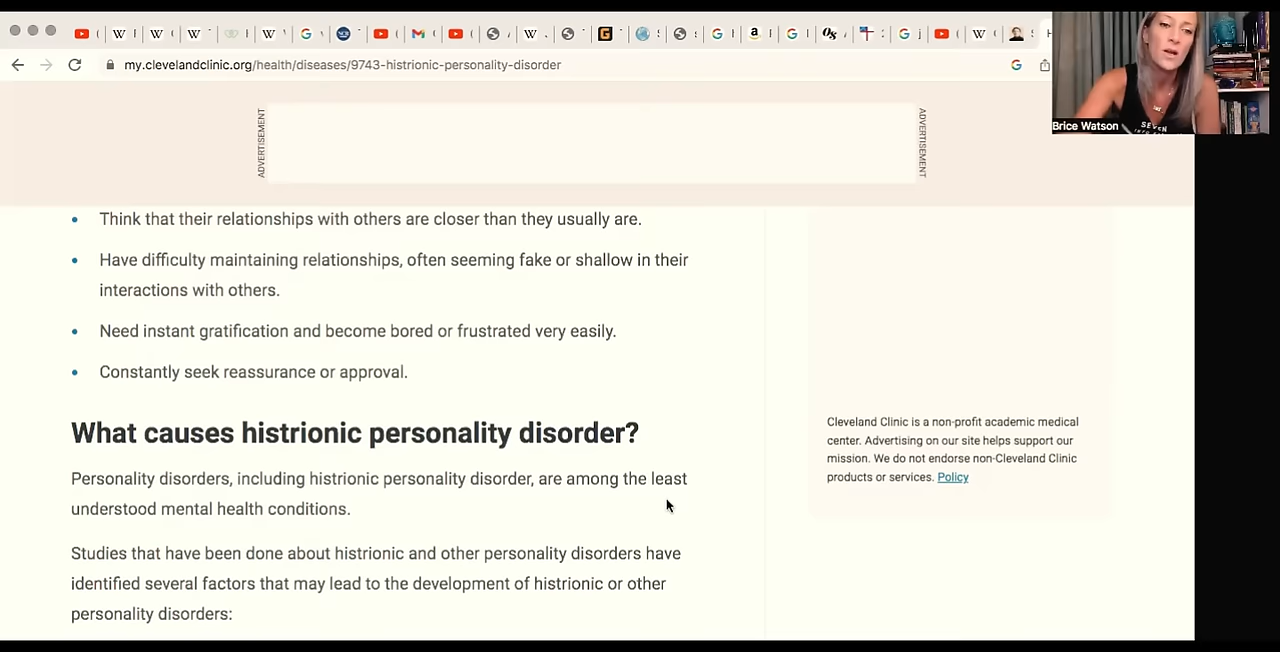 my.clevelandclinic.org/health/diseases/9743-histrionic-personality-disorder
Brice Watson
SEVEN
ADVERTISEMENT
ADVERTISEMENT
Think that their relationships with others are closer than they usually are.
Have difficulty maintaining relationships, often seeming fake or shallow in their
interactions with others.
Need instant gratification and become bored or frustrated very easily.
Constantly seek reassurance or approval.
What causes histrionic personality disorder?
Personality disorders, including histrionic personality disorder, are among the least
understood mental health conditions.
Studies that have been done about histrionic and other personality disorders have
identified several factors that may lead to the development of histrionic or other
personality disorders:
Cleveland Clinic is a non-profit academic medical
center. Advertising on our site helps support our
mission. We do not endorse non-Cleveland Clinic
products or services. Policy